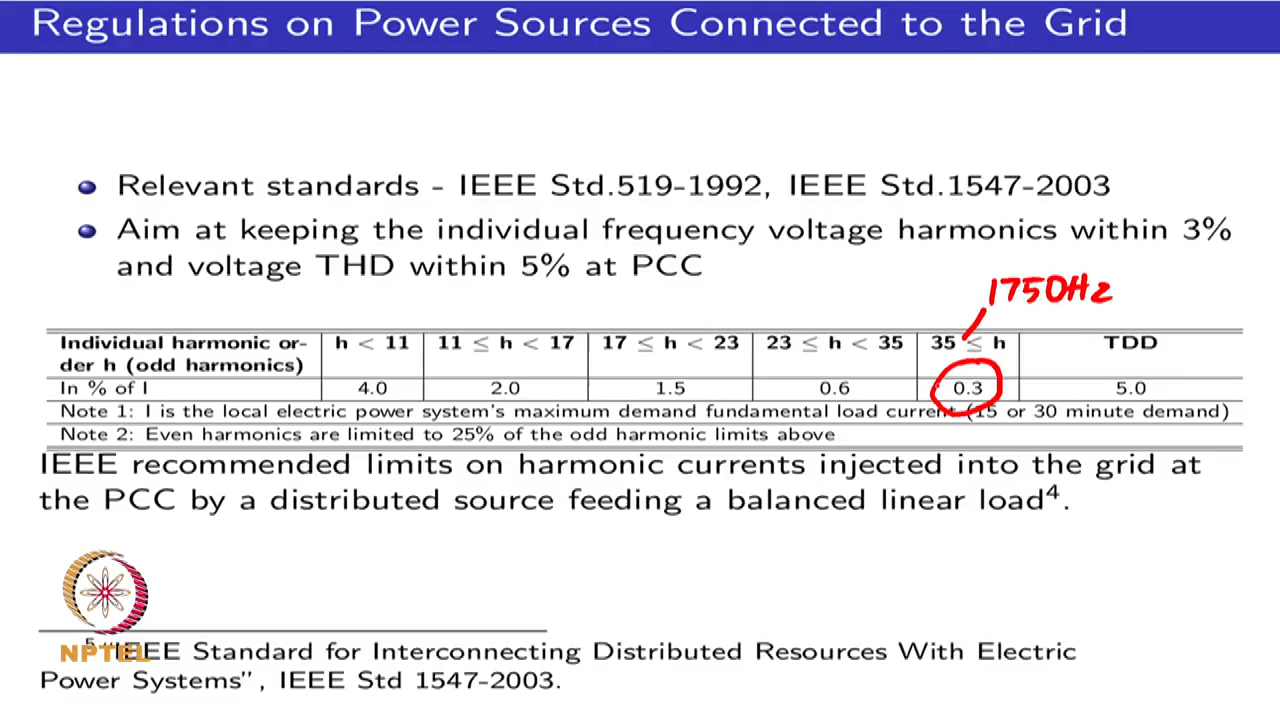 Regulations on Power Sources Connected to the Grid
Relevant standards - IEEE Std.519-1992, IEEE Std.1547-2003
Aim at keeping the individual frequency voltage harmonics within 3%
and voltage THD within 5% at PCC
1750Hz
Individual harmonic or- h < 11 11 ≤ h < 17 17 ≤ h < 23 23 ≤ h < 35 35 ≤ h TDD
der h (odd harmonics)
In % of I 4.0 2.0 1.5 0.6 0.3 5.0
Note 1: I is the local electric power system's maximum demand fundamental load current (15 or 30 minute demand)
Note 2: Even harmonics are limited to 25% of the odd harmonic limits above
IEEE recommended limits on harmonic currents injected into the grid at
the PCC by a distributed source feeding a balanced linear load⁴.
⁵"IEEE Standard for Interconnecting Distributed Resources With Electric
Power Systems", IEEE Std 1547-2003.
NPTEL